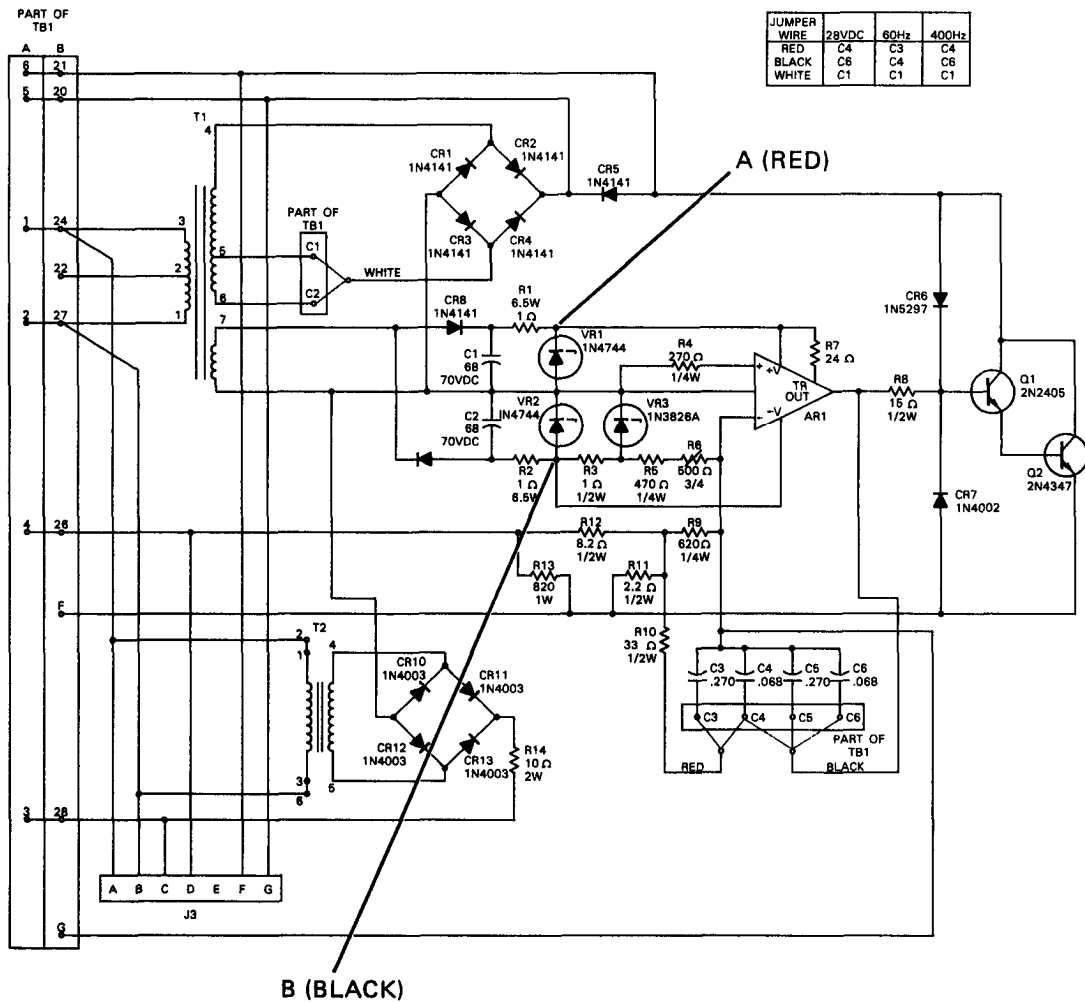 PART OF
TB1
A B
JUMPER
WIRE 28VDC 60Hz 400Hz
RED C4 C3 C4
BLACK C6 C4 C6
WHITE C1 C1 C1
6 21
5 20
T1
4
CR1
1N4141
CR2
1N4141
CR5
1N4141
A (RED)
CR3
1N4141
CR4
1N4141
PART OF
TB1
C1
C2
WHITE
1 24
3
5
22
2
6
2 27
1
7
CR8
1N4141
R1
6.5W
1 Ω
CR6
1N5297
C1
68
70VDC
VR1
1N4744
R4
270 Ω
1/4W
+ +V
R7
24 Ω
TR
OUT
- -V
AR1
R8
15 Ω
1/2W
Q1
2N2405
C2
68
70VDC
VR2
IN4744
VR3
1N3826A
R2
1 Ω
6.5W
R3
1 Ω
1/2W
R5
470 Ω
1/4W
R6
500 Ω
3/4
Q2
2N4347
CR7
1N4002
4 26
R12
8.2 Ω
1/2W
R9
620 Ω
1/4W
R13
820
1W
R11
2.2 Ω
1/2W
F
R10
33 Ω
1/2W
T2
2
1
4
CR10
1N4003
CR11
1N4003
C3
.270
C4
.068
C5
.270
C6
.068
C3 C4 C5 C6
PART OF
TB1
CR12
1N4003
CR13
1N4003
R14
10 Ω
2W
RED
BLACK
3
6
5
3 28
A B C D E F G
J3
G
B (BLACK)